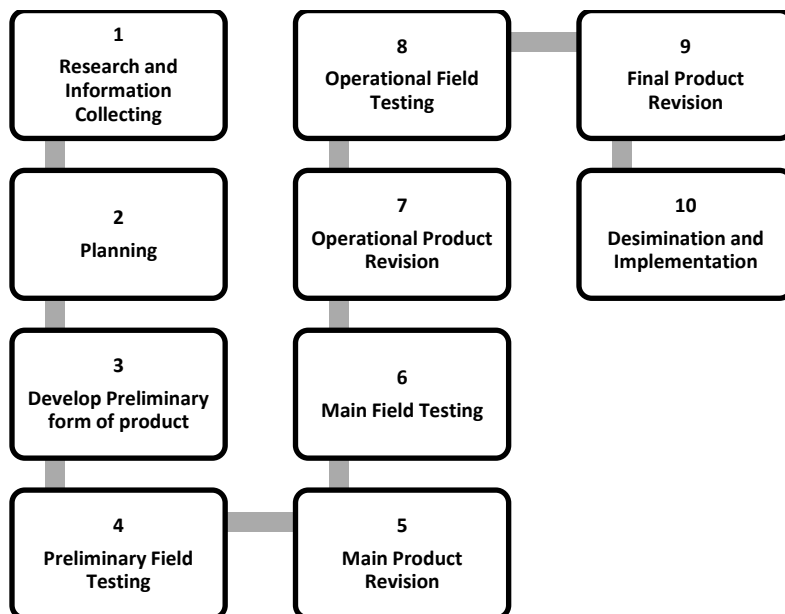 1
Research and
Information
Collecting
2
Planning
3
Develop Preliminary
form of product
4
Preliminary Field
Testing
5
Main Product
Revision
6
Main Field Testing
7
Operational Product
Revision
8
Operational Field
Testing
9
Final Product
Revision
10
Desimination and
Implementation